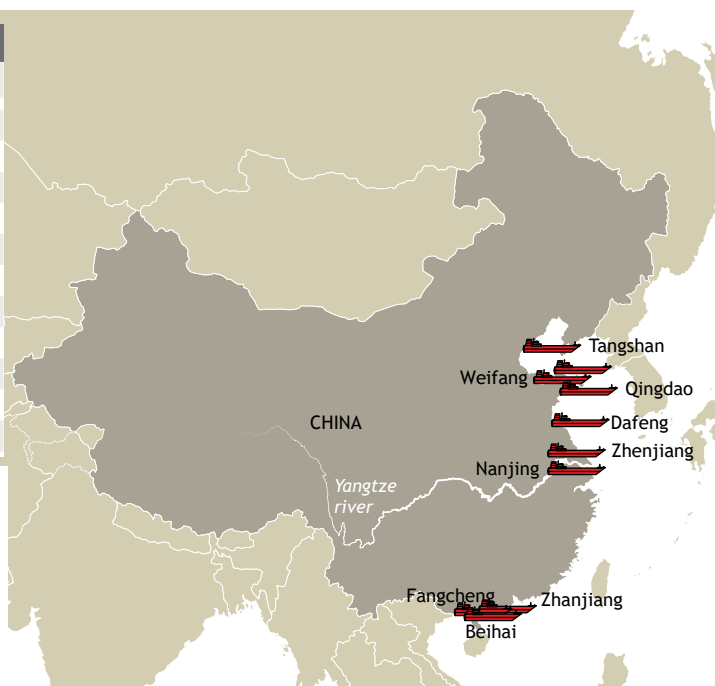 Tangshan
Weifang
Qingdao
CHINA
Dafeng
Zhenjiang
Nanjing
Yangtze
river
Fangcheng
Zhanjiang
Beihai